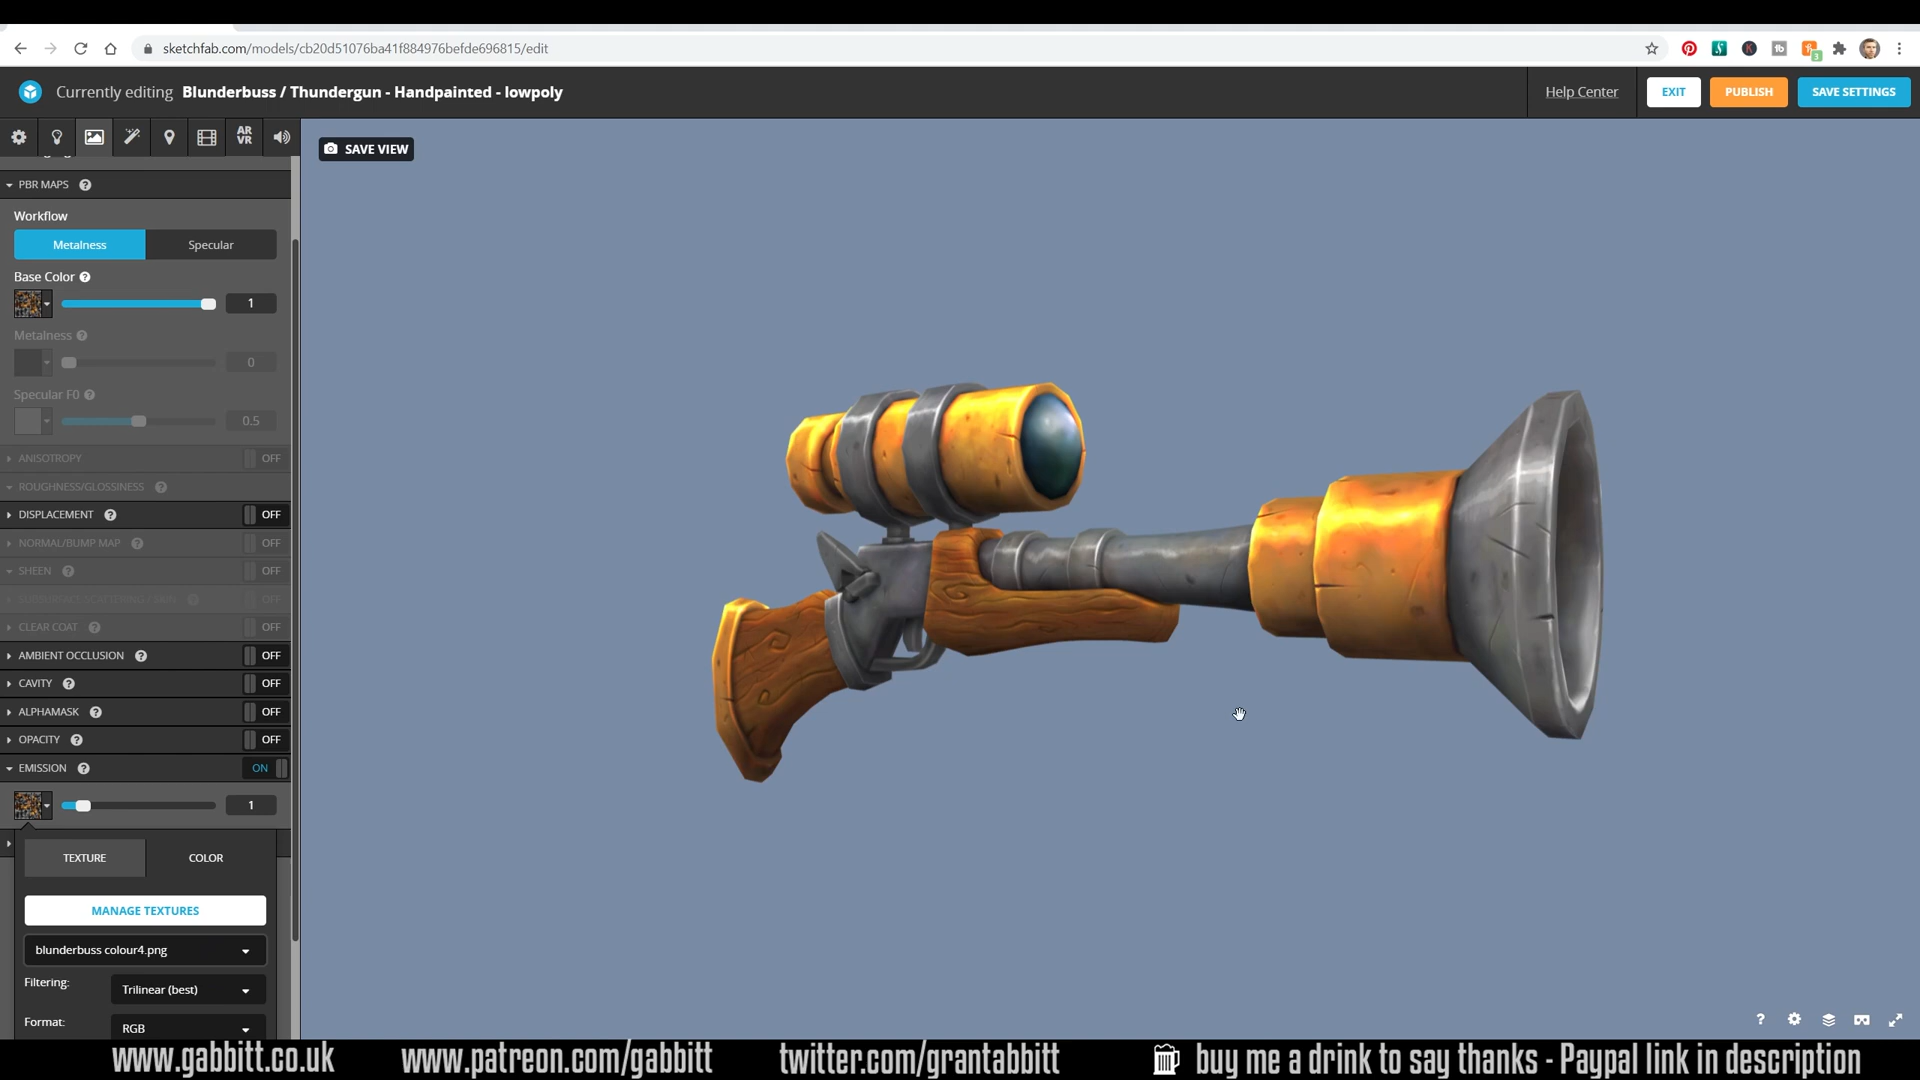 sketchfab.com/models/cb20d51076ba41f884976befde696815/edit
3
Currently editing Blunderbuss / Thundergun - Handpainted - lowpoly
Help Center
EXIT
PUBLISH
SAVE SETTINGS
AR
VR
SAVE VIEW
PBR MAPS ?
Workflow
Metalness
Specular
Base Color ?
1
Metalness ?
0
Specular F0 ?
0.5
ANISOTROPY OFF
ROUGHNESS/GLOSSINESS ?
DISPLACEMENT ? OFF
NORMAL/BUMP MAP ? OFF
SHEEN ? OFF
SUBSURFACE SCATTERING / SKIN ? OFF
CLEAR COAT ? OFF
AMBIENT OCCLUSION ? OFF
CAVITY ? OFF
ALPHAMASK ? OFF
OPACITY ? OFF
EMISSION ? ON
1
TEXTURE
COLOR
MANAGE TEXTURES
blunderbuss colour4.png
Filtering: Trilinear (best)
Format: RGB
?
www.gabbitt.co.uk
www.patreon.com/gabbitt
twitter.com/grantabbitt
buy me a drink to say thanks - Paypal link in description